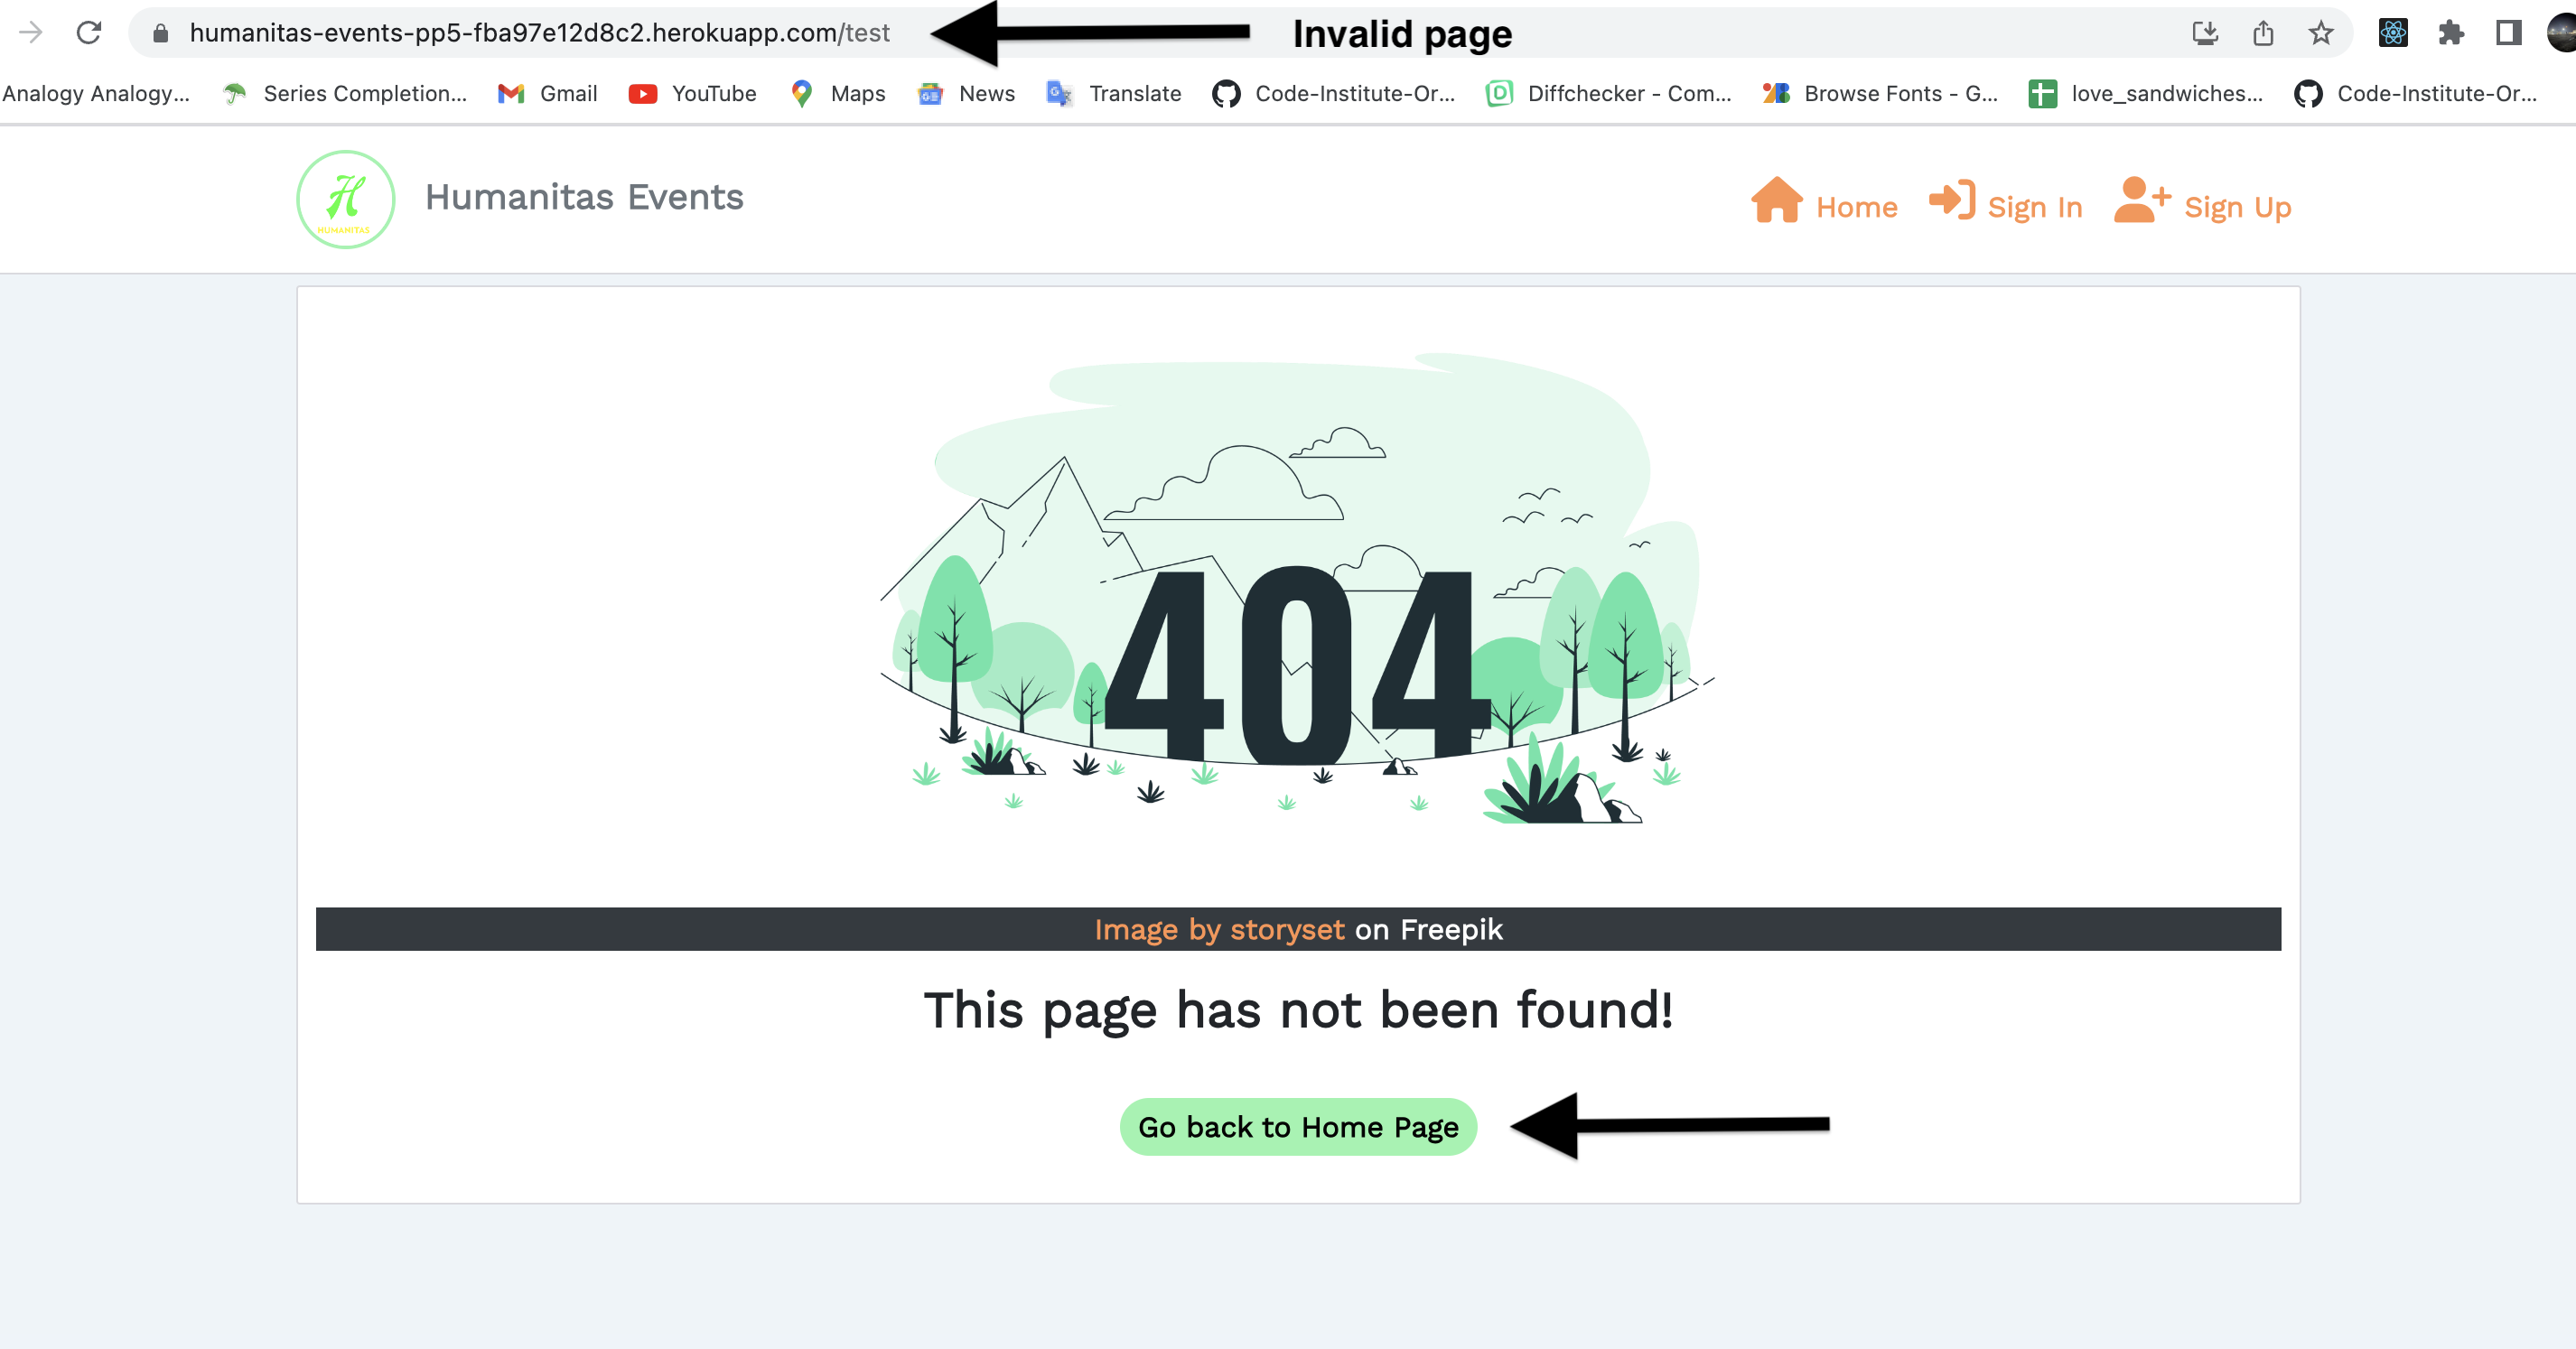 humanitas-events-pp5-fba97e12d8c2.herokuapp.com/test Invalid page
Analogy Analogy... Series Completion... Gmail YouTube Maps News Translate Code-Institute-Or... Diffchecker - Com... Browse Fonts - G... love_sandwiches... Code-Institute-Or...
H
HUMANITAS
Humanitas Events Home Sign In Sign Up
404
Image by storyset on Freepik
This page has not been found!
Go back to Home Page